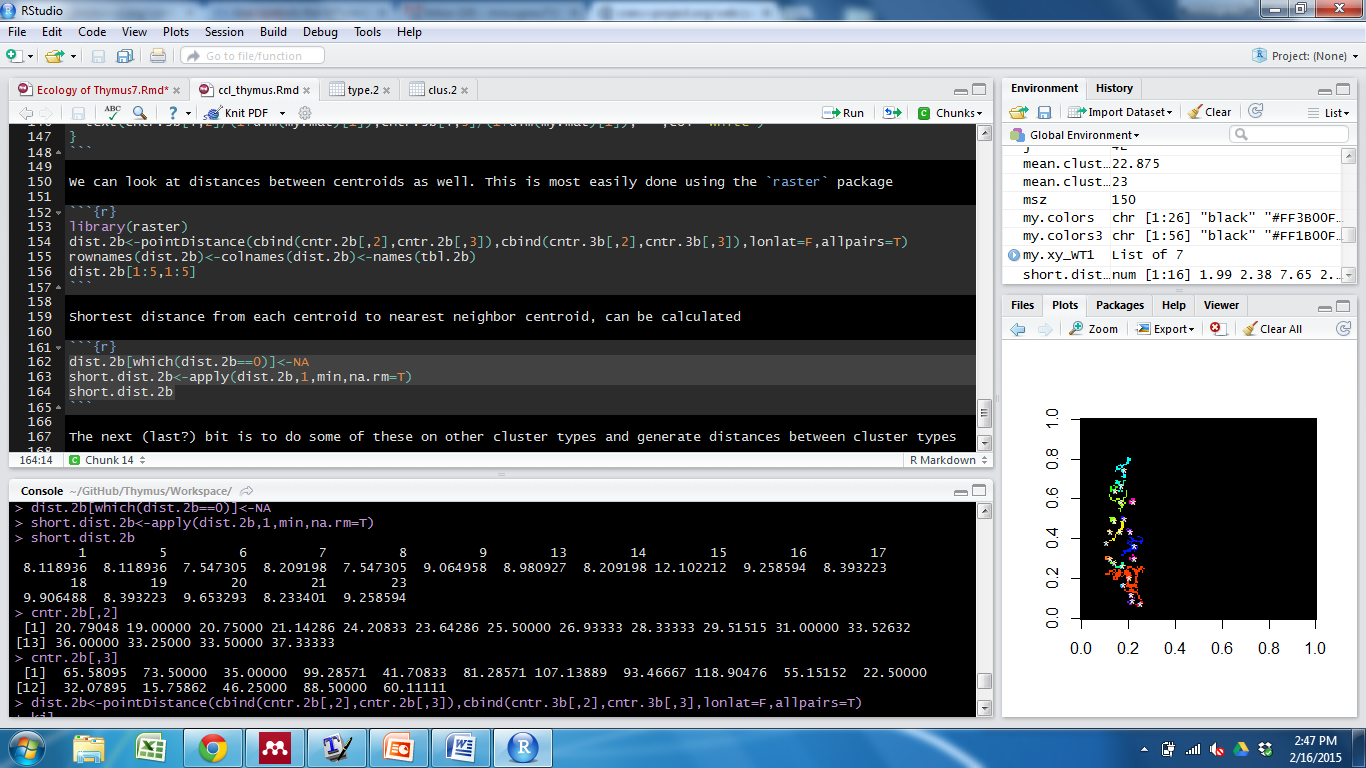 RStudio
File Edit Code View Plots Session Build Debug Tools Help
Go to file/function
Project: (None)
Ecology of Thymus7.Rmd* ccl_thymus.Rmd type.2 clus.2
ABC ? Knit PDF Run Chunks
147 }
148 ```
149
150 We can look at distances between centroids as well. This is most easily done using the `raster` package
151
152 ```{r}
153 library(raster)
154 dist.2b<-pointDistance(cbind(cntr.2b[,2],cntr.2b[,3]),cbind(cntr.3b[,2],cntr.3b[,3]),lonlat=F,allpairs=T)
155 rownames(dist.2b)<-colnames(dist.2b)<-names(tbl.2b)
156 dist.2b[1:5,1:5]
157 ```
158
159 Shortest distance from each centroid to nearest neighbor centroid, can be calculated
160
161 ```{r}
162 dist.2b[which(dist.2b==0)]<-NA
163 short.dist.2b<-apply(dist.2b,1,min,na.rm=T)
164 short.dist.2b
165 ```
166
167 The next (last?) bit is to do some of these on other cluster types and generate distances between cluster types
164:14 Chunk 14 R Markdown
Console ~/GitHub/Thymus/Workspace/
> dist.2b[which(dist.2b==0)]<-NA
> short.dist.2b<-apply(dist.2b,1,min,na.rm=T)
> short.dist.2b
1 5 6 7 8 9 13 14 15 16 17
8.118936 8.118936 7.547305 8.209198 7.547305 9.064958 8.980927 8.209198 12.102212 9.258594 8.393223
18 19 20 21 23
9.906488 8.393223 9.653293 8.233401 9.258594
> cntr.2b[,2]
[1] 20.79048 19.00000 20.75000 21.14286 24.20833 23.64286 25.50000 26.93333 28.33333 29.51515 31.00000 33.52632
[13] 36.00000 33.25000 33.50000 37.33333
> cntr.2b[,3]
[1] 65.58095 73.50000 35.00000 99.28571 41.70833 81.28571 107.13889 93.46667 118.90476 55.15152 22.50000
[12] 32.07895 15.75862 46.25000 88.50000 60.11111
> dist.2b<-pointDistance(cbind(cntr.2b[,2],cntr.2b[,3]),cbind(cntr.3b[,2],cntr.3b[,3],lonlat=F,allpairs=T)
Environment History
Import Dataset Clear List
Global Environment
mean.clust… 22.875
mean.clust… 23
msz 150
my.colors chr [1:26] "black" "#FF3B00F…
my.colors3 chr [1:56] "black" "#FF1B00F…
my.xy_WT1 List of 7
short.dist… num [1:16] 1.99 2.38 7.65 2.…
Files Plots Packages Help Viewer
Zoom Export Clear All
1.0
0.8
0.6
0.4
0.2
0.0
0.0 0.2 0.4 0.6 0.8 1.0
2:47 PM
2/16/2015